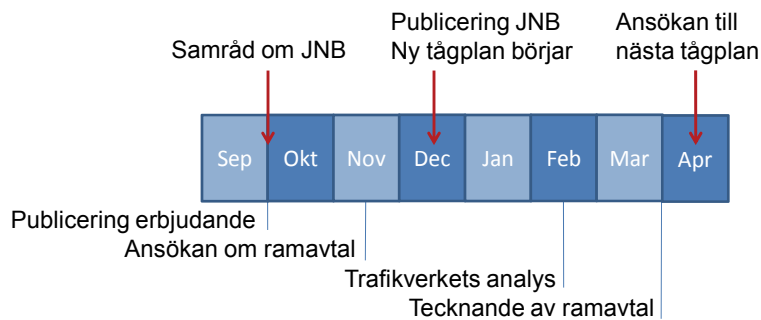 Publicering JNB
Ny tågplan börjar
Ansökan till
nästa tågplan
Samråd om JNB
Sep Okt Nov Dec Jan Feb Mar Apr
Publicering erbjudande
Ansökan om ramavtal
Trafikverkets analys
Tecknande av ramavtal